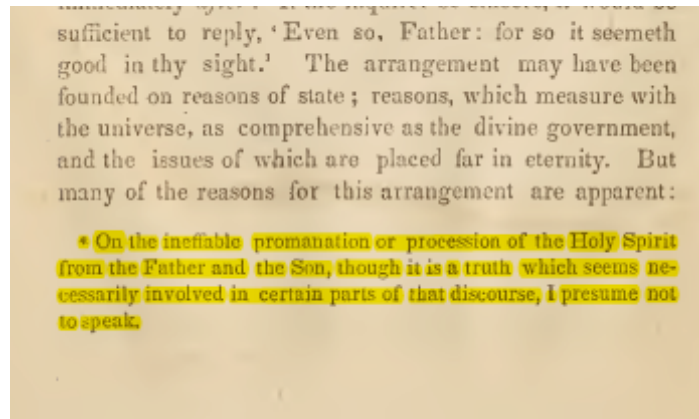 sufficient to reply, ‘Even so, Father: for so it seemeth
good in thy sight.’ The arrangement may have been
founded on reasons of state; reasons, which measure with
the universe, as comprehensive as the divine government,
and the issues of which are placed far in eternity. But
many of the reasons for this arrangement are apparent:
* On the ineffable promanation or procession of the Holy Spirit
from the Father and the Son, though it is a truth which seems ne-
cessarily involved in certain parts of that discourse, I presume not
to speak.